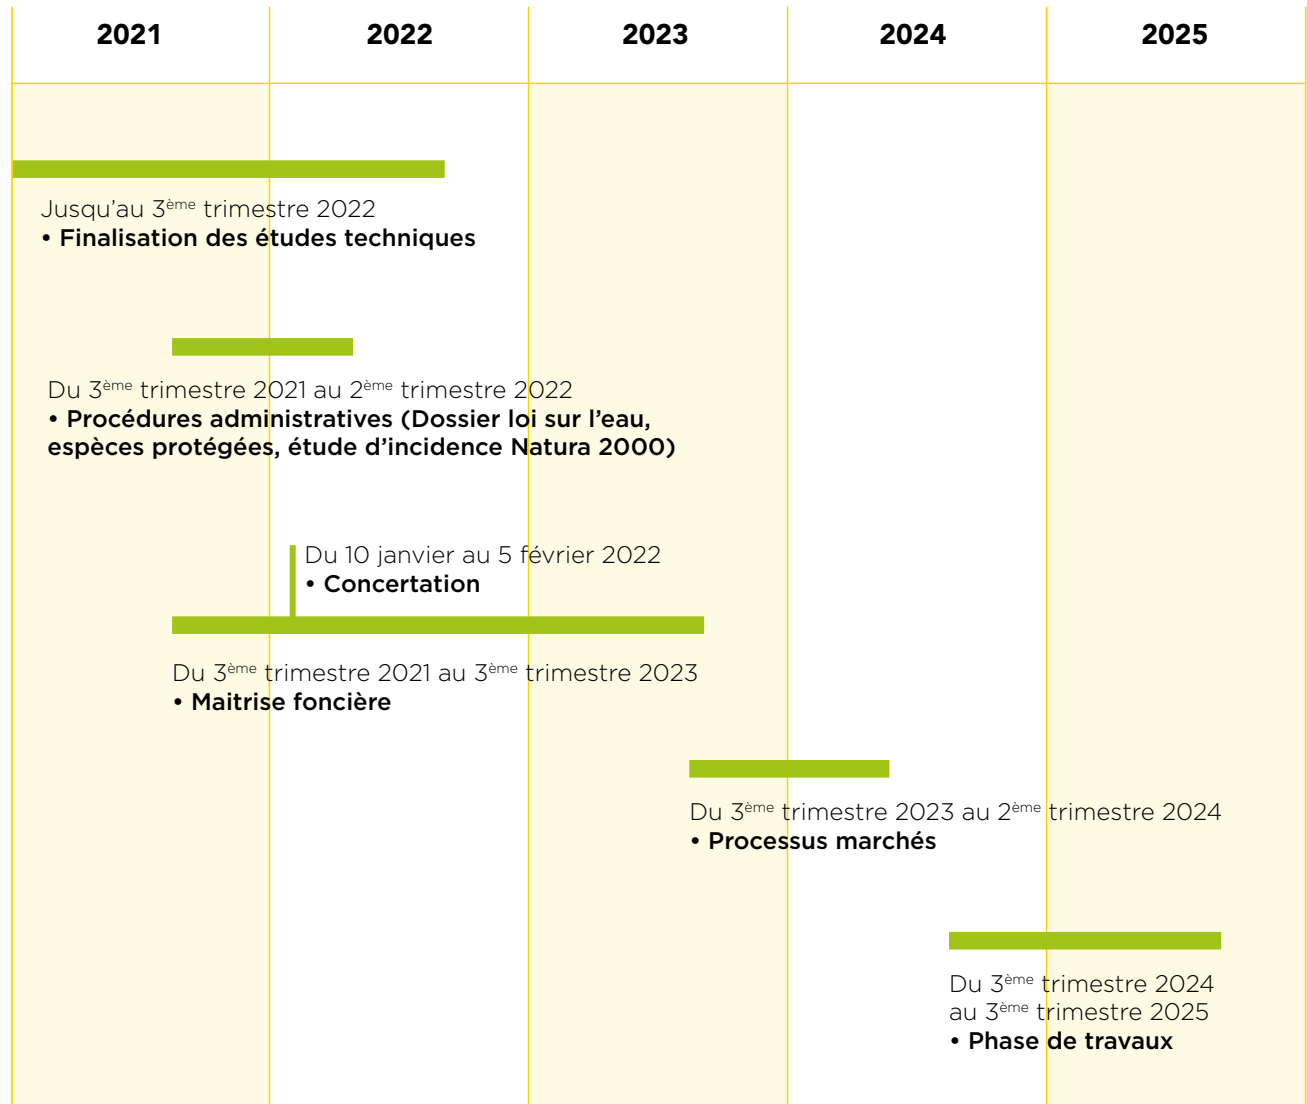 2021 2022 2023 2024 2025
Jusqu’au 3ème trimestre 2022
• Finalisation des études techniques
Du 3ème trimestre 2021 au 2ème trimestre 2022
• Procédures administratives (Dossier loi sur l’eau,
espèces protégées, étude d’incidence Natura 2000)
Du 10 janvier au 5 février 2022
• Concertation
Du 3ème trimestre 2021 au 3ème trimestre 2023
• Maitrise foncière
Du 3ème trimestre 2023 au 2ème trimestre 2024
• Processus marchés
Du 3ème trimestre 2024
au 3ème trimestre 2025
• Phase de travaux